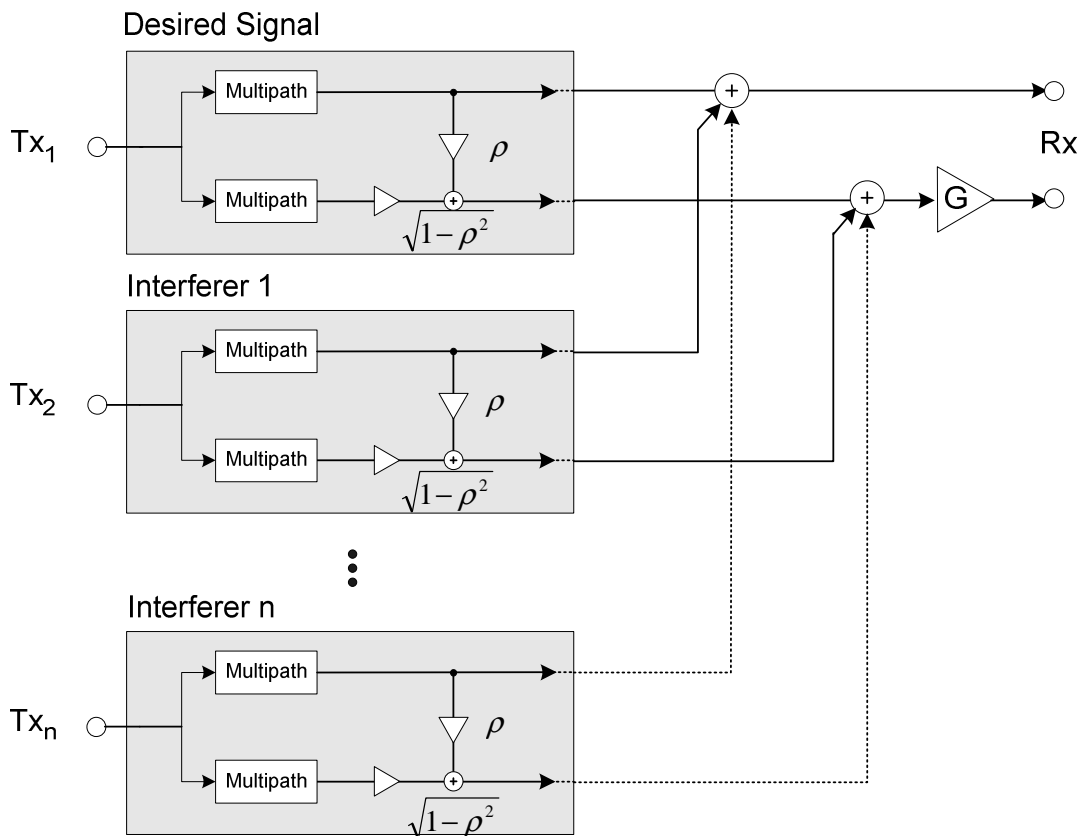 Desired Signal
Multipath
Tx₁
ρ
Rx
Multipath
G
√1−ρ²
Interferer 1
Multipath
Tx₂
ρ
Multipath
√1−ρ²
Interferer n
Multipath
Txₙ
ρ
Multipath
√1−ρ²